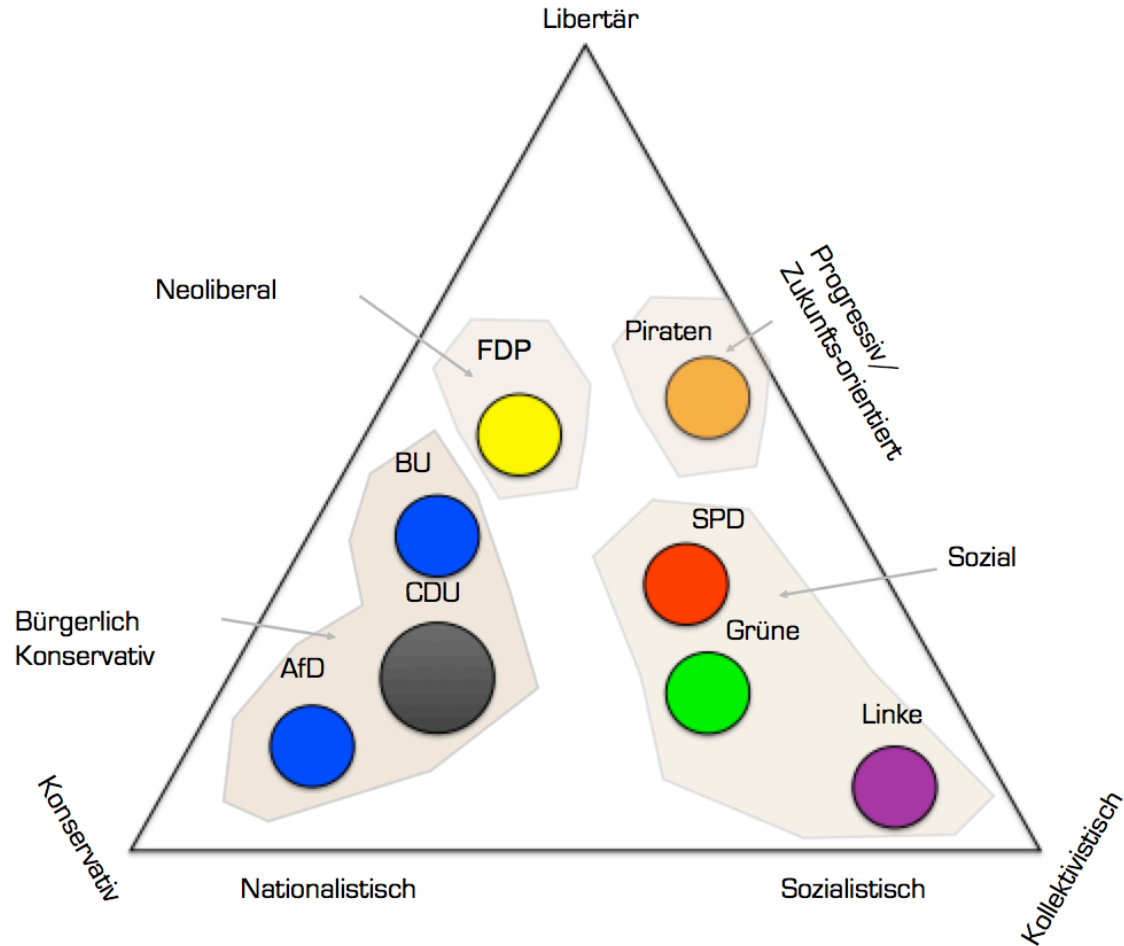 Libertär
Neoliberal
Progressiv/
Zukunfts-orientiert
Piraten
FDP
BU
SPD
Sozial
CDU
Bürgerlich
Konservativ
Grüne
AfD
Linke
Konservativ
Nationalistisch
Sozialistisch
Kollektivistisch